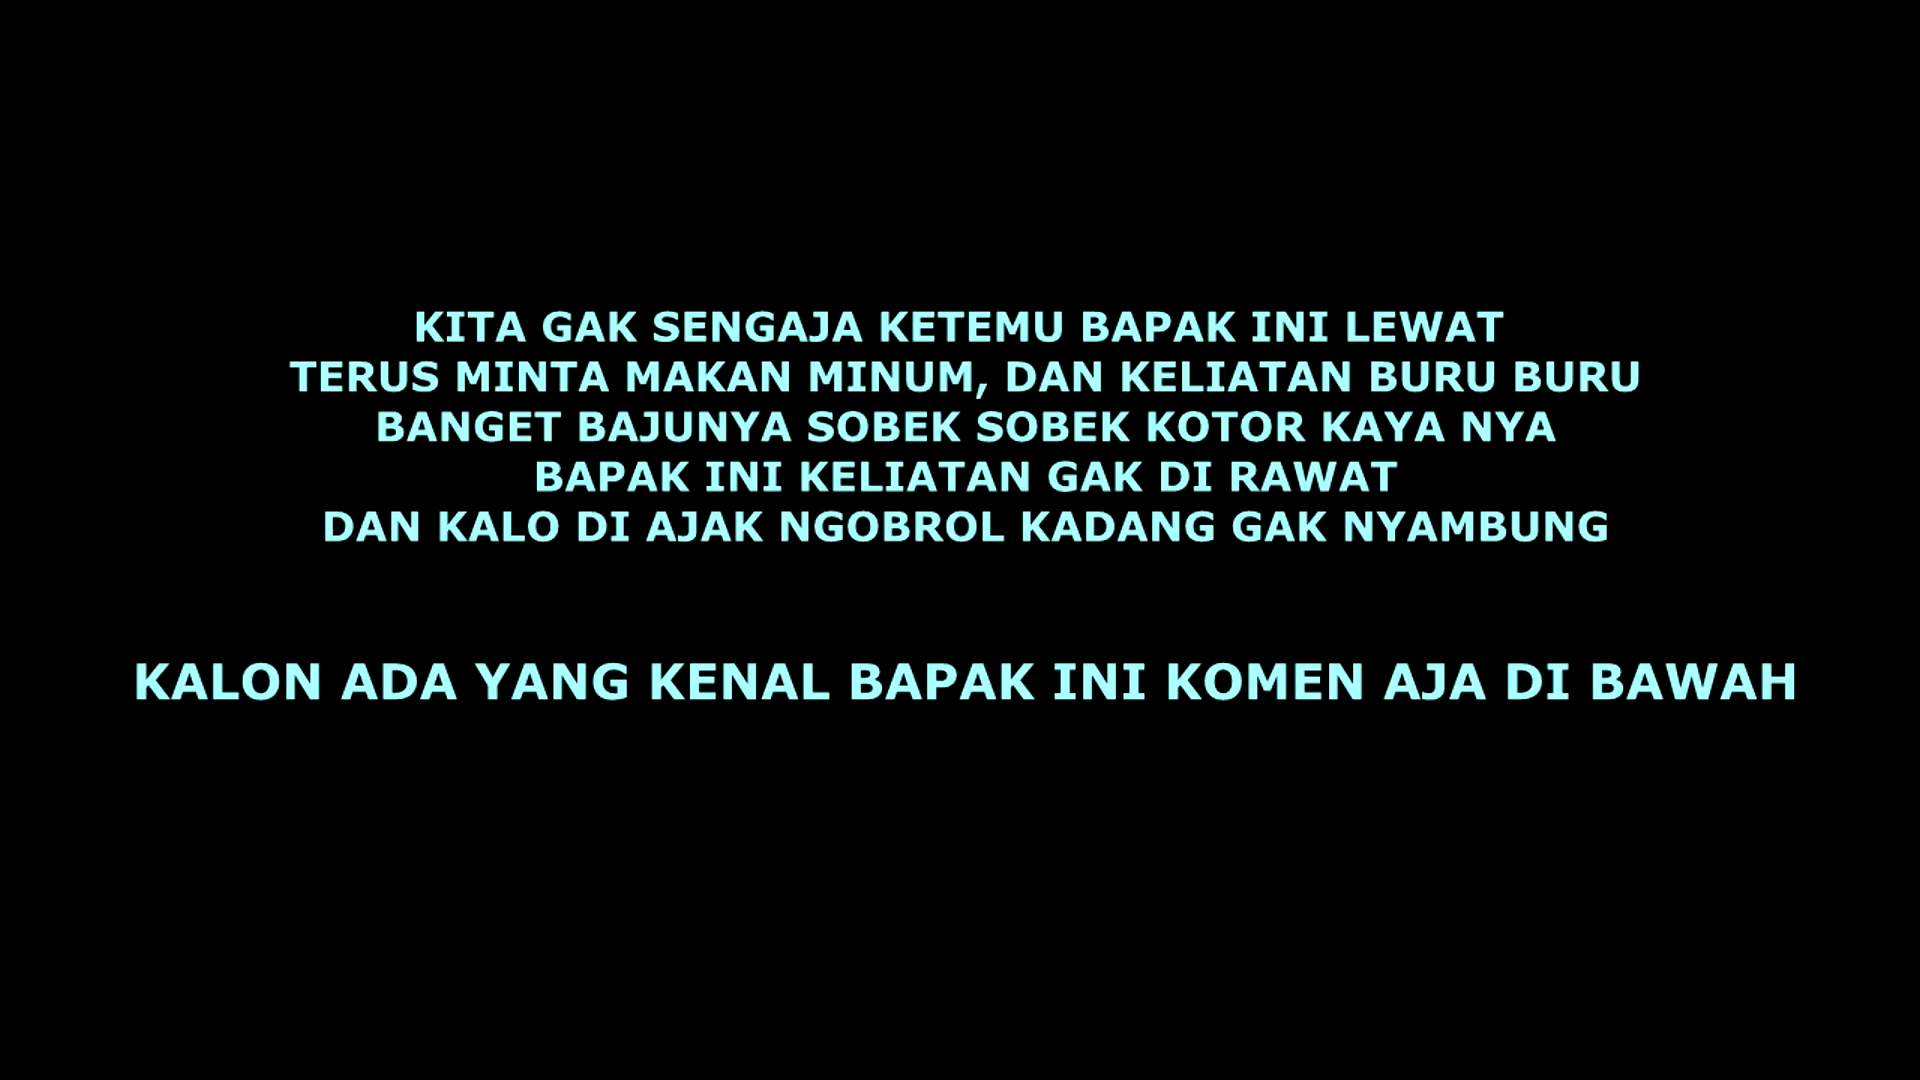 KITA GAK SENGAJA KETEMU BAPAK INI LEWAT
TERUS MINTA MAKAN MINUM, DAN KELIATAN BURU BURU
BANGET BAJUNYA SOBEK SOBEK KOTOR KAYA NYA
BAPAK INI KELIATAN GAK DI RAWAT
DAN KALO DI AJAK NGOBROL KADANG GAK NYAMBUNG
KALON ADA YANG KENAL BAPAK INI KOMEN AJA DI BAWAH